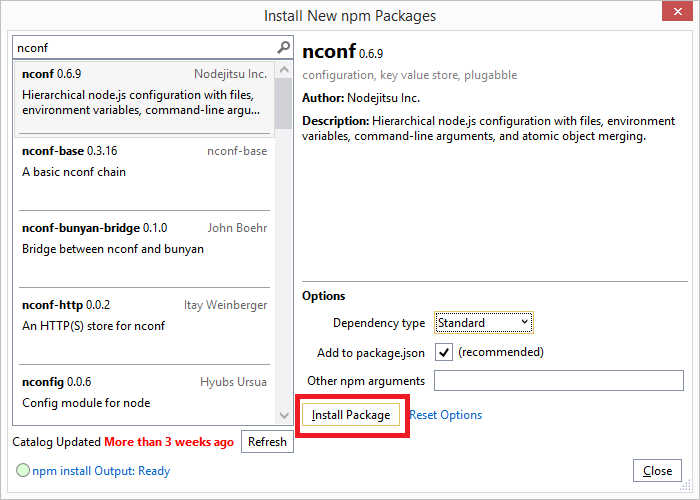 Install New npm Packages
nconf
nconf 0.6.9 Nodejitsu Inc.
Hierarchical node.js configuration with files,
environment variables, command-line argu...
nconf-base 0.3.16 nconf-base
A basic nconf chain
nconf-bunyan-bridge 0.1.0 John Boehr
Bridge between nconf and bunyan
nconf-http 0.0.2 Itay Weinberger
An HTTP(S) store for nconf
nconfig 0.0.6 Hyubs Ursua
Config module for node
Catalog Updated More than 3 weeks ago Refresh
npm install Output: Ready
nconf 0.6.9
configuration, key value store, plugabble
Author: Nodejitsu Inc.
Description: Hierarchical node.js configuration with files, environment
variables, command-line arguments, and atomic object merging.
Options
Dependency type Standard
Add to package.json (recommended)
Other npm arguments
Install Package Reset Options
Close